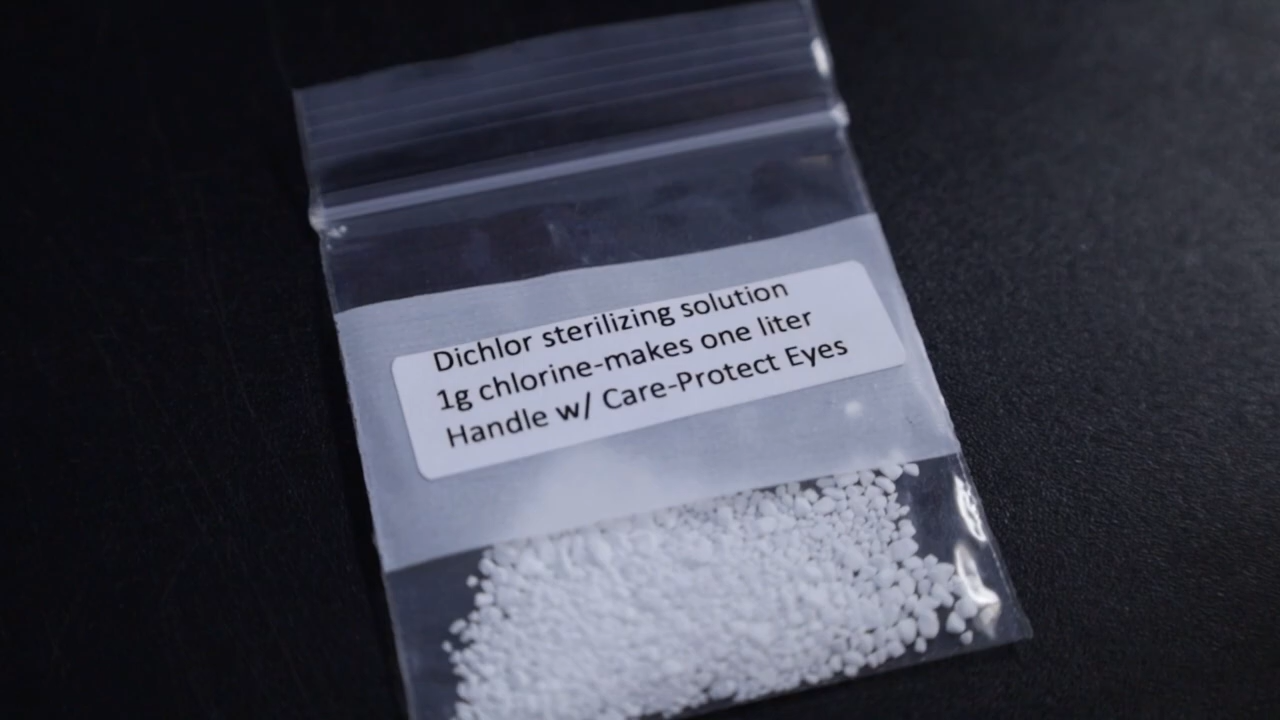 Dichlor sterilizing solution
1g chlorine-makes one liter
Handle w/ Care-Protect Eyes